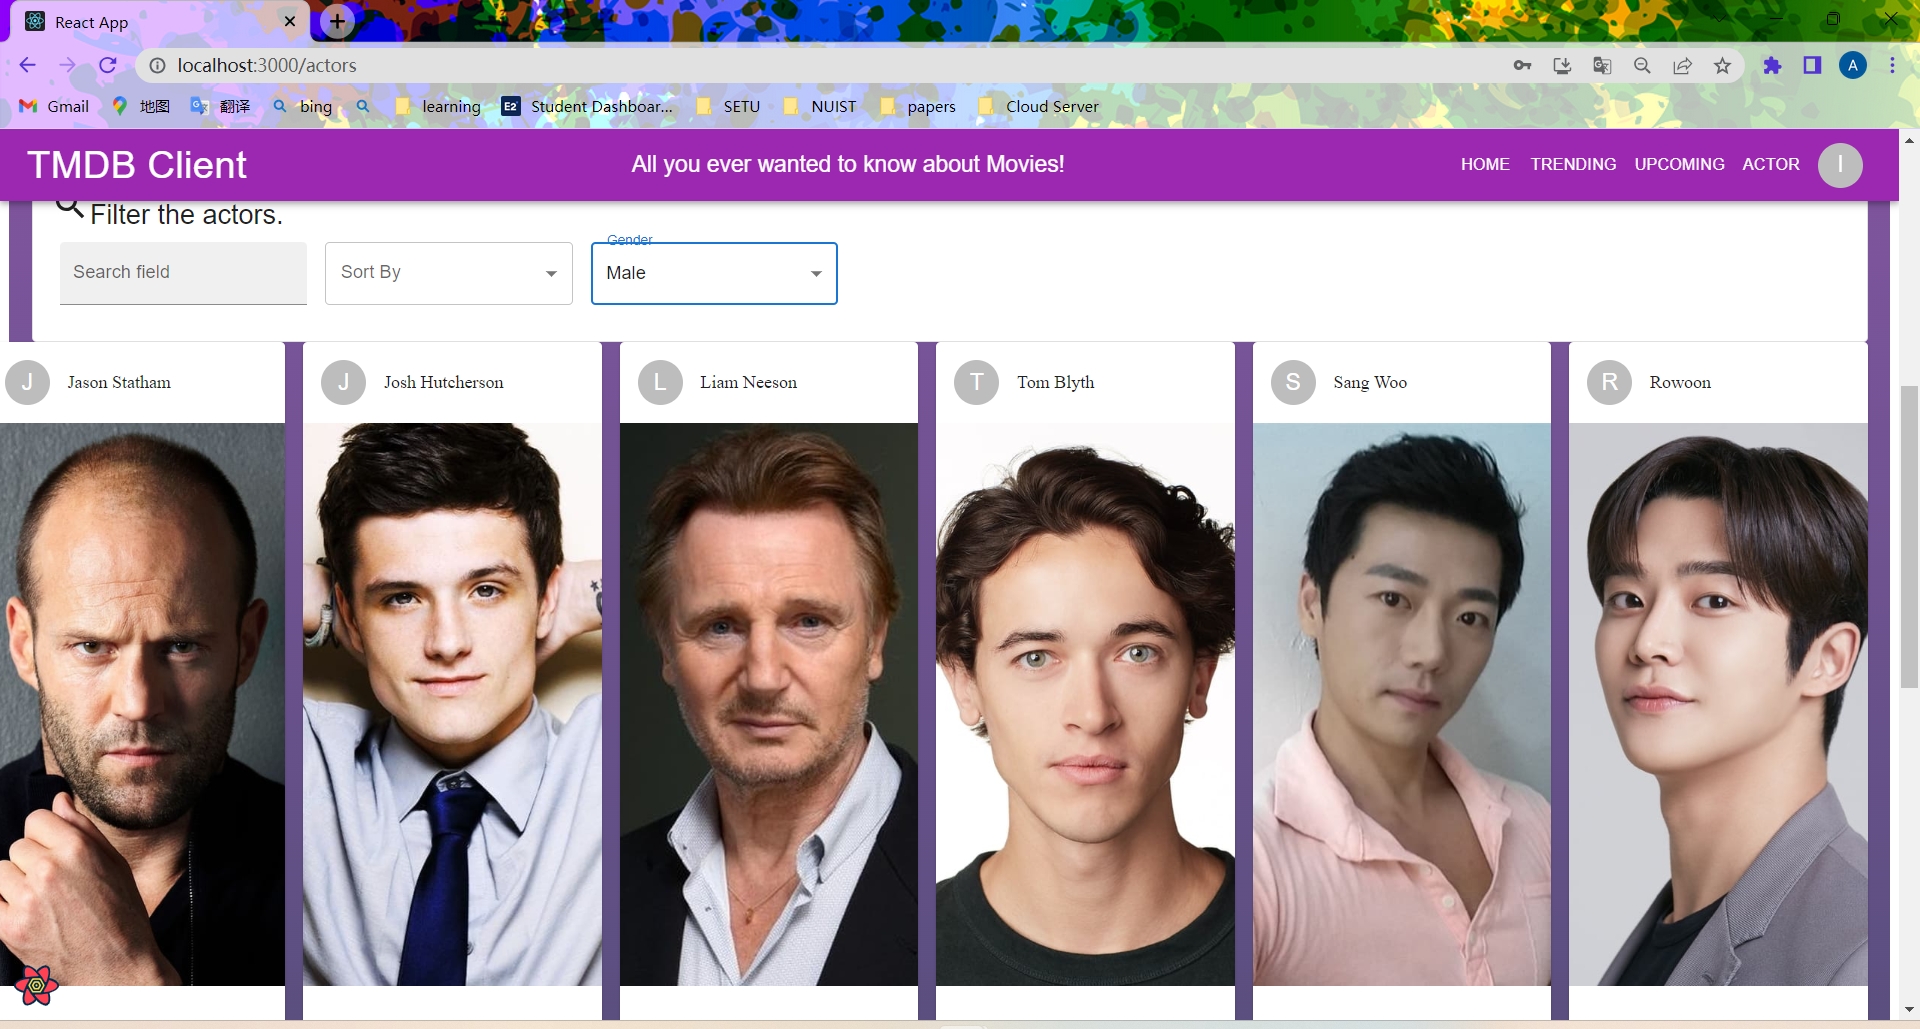 React App
localhost:3000/actors
A
Gmail 地图 翻译 bing learning E2 Student Dashboar... SETU NUIST papers Cloud Server
TMDB Client All you ever wanted to know about Movies! HOME TRENDING UPCOMING ACTOR I
Filter the actors.
Gender
Search field Sort By Male
J Jason Statham J Josh Hutcherson L Liam Neeson T Tom Blyth S Sang Woo R Rowoon